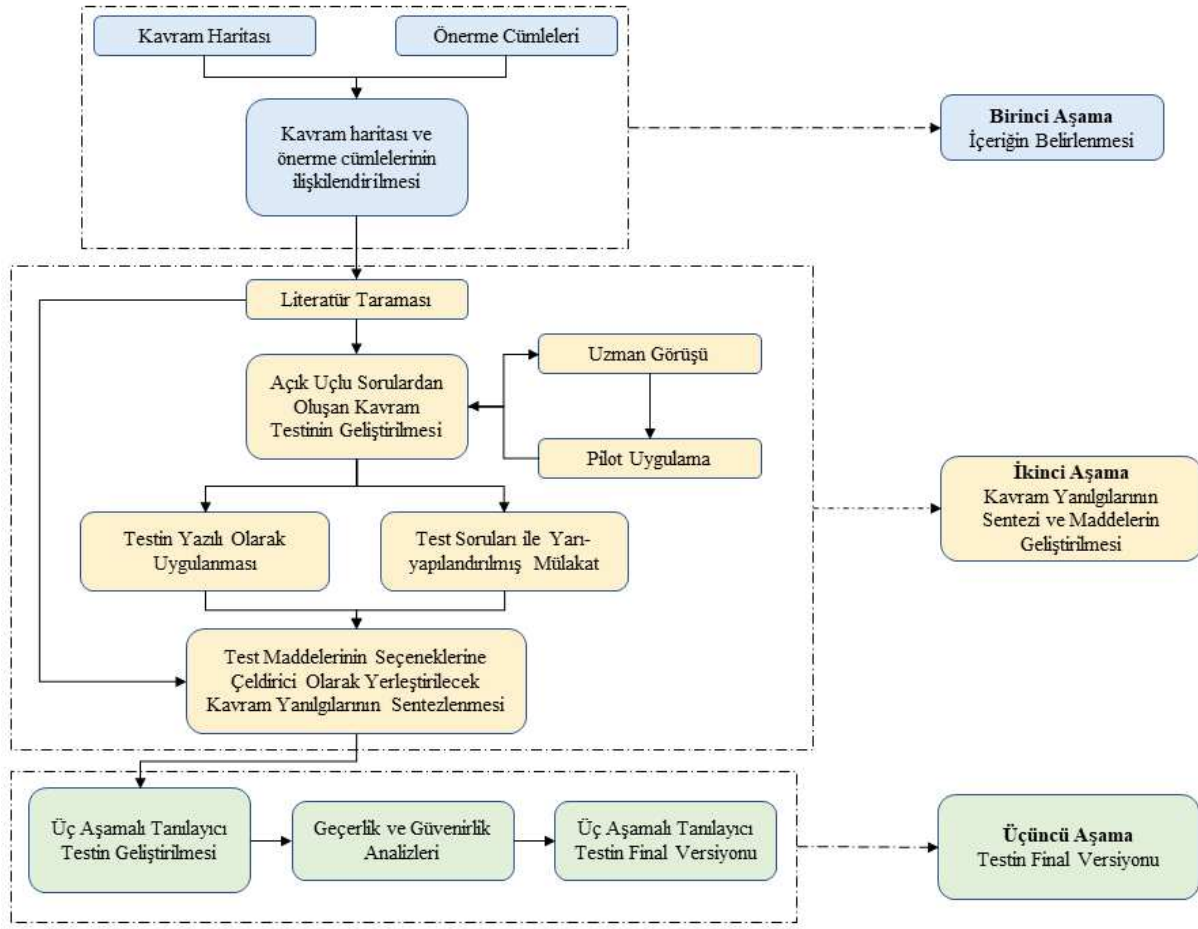 Kavram Haritası
Önerme Cümleleri
Kavram haritası ve
önerme cümlelerinin
ilişkilendirilmesi
Birinci Aşama
İçeriğin Belirlenmesi
Literatür Taraması
Açık Uçlu Sorulardan
Oluşan Kavram
Testinin Geliştirilmesi
Uzman Görüşü
Pilot Uygulama
Testin Yazılı Olarak
Uygulanması
Test Soruları ile Yarı-
yapılandırılmış Mülakat
Test Maddelerinin Seçeneklerine
Çeldirici Olarak Yerleştirilecek
Kavram Yanılgılarının Sentezlenmesi
İkinci Aşama
Kavram Yanılgılarının
Sentezi ve Maddelerin
Geliştirilmesi
Üç Aşamalı Tanılayıcı
Testin Geliştirilmesi
Geçerlik ve Güvenirlik
Analizleri
Üç Aşamalı Tanılayıcı
Testin Final Versiyonu
Üçüncü Aşama
Testin Final Versiyonu